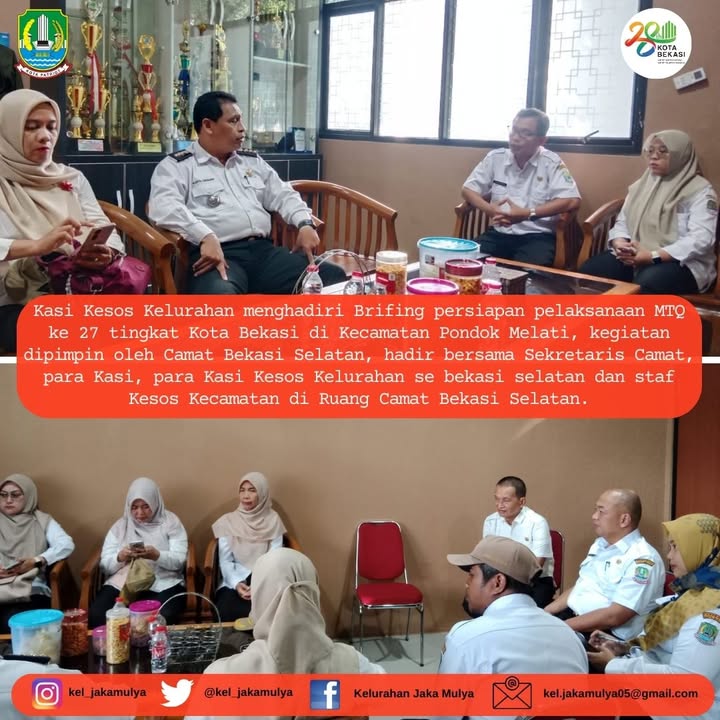 KOTA PATRIOT
28 KOTA
BEKASI
Kasi Kesos Kelurahan menghadiri Brifing persiapan pelaksanaan MTQ
ke 27 tingkat Kota Bekasi di Kecamatan Pondok Melati, kegiatan
dipimpin oleh Camat Bekasi Selatan, hadir bersama Sekretaris Camat,
para Kasi, para Kasi Kesos Kelurahan se bekasi selatan dan staf
Kesos Kecamatan di Ruang Camat Bekasi Selatan.
kel_jakamulya @kel_jakamulya Kelurahan Jaka Mulya kel.jakamulya05@gmail.com